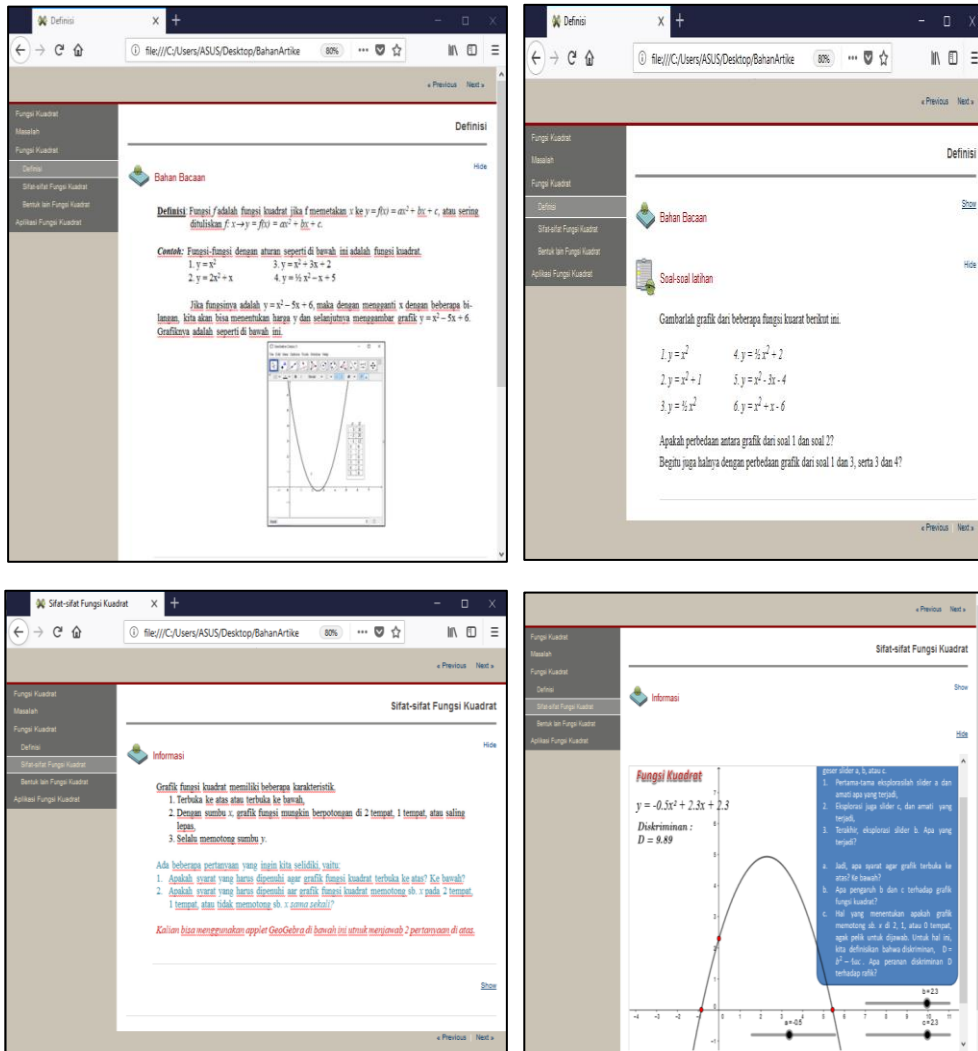 Definisi
file:///C:/Users/ASUS/Desktop/BahanArtike 80%
« Previous Next »
Fungsi Kuadrat
Masalah
Fungsi Kuadrat
Definisi
Sifat-sifat Fungsi Kuadrat
Bentuk lain Fungsi Kuadrat
Aplikasi Fungsi Kuadrat
Definisi
Hide
Bahan Bacaan
Definisi: Fungsi f adalah fungsi kuadrat jika f memetakan x ke y = f(x) = ax² + bx + c, atau sering
dituliskan f: x → y = f(x) = ax² + bx + c.
Contoh: Fungsi-fungsi dengan aturan seperti di bawah ini adalah fungsi kuadrat.
1. y = x² 3. y = x² + 3x + 2
2. y = 2x² + x 4. y = ½ x² – x + 5
Jika fungsinya adalah y = x² – 5x + 6, maka dengan mengganti x dengan beberapa bi-
langan, kita akan bisa menentukan harga y dan selanjutnya menggambar grafik y = x² – 5x + 6.
Grafiknya adalah seperti di bawah ini.
Definisi
file:///C:/Users/ASUS/Desktop/BahanArtike 80%
« Previous Next »
Fungsi Kuadrat
Masalah
Fungsi Kuadrat
Definisi
Sifat-sifat Fungsi Kuadrat
Bentuk lain Fungsi Kuadrat
Aplikasi Fungsi Kuadrat
Definisi
Show
Bahan Bacaan
Hide
Soal-soal latihan
Gambarlah grafik dari beberapa fungsi kuarat berikut ini.
1. y = x² 4. y = ½ x² + 2
2. y = x² + 1 5. y = x² - 3x - 4
3. y = ½ x² 6. y = x² + x - 6
Apakah perbedaan antara grafik dari soal 1 dan soal 2?
Begitu juga halnya dengan perbedaan grafik dari soal 1 dan 3, serta 3 dan 4?
« Previous Next »
Sifat-sifat Fungsi Kuadrat
file:///C:/Users/ASUS/Desktop/BahanArtike 80%
« Previous Next »
Fungsi Kuadrat
Masalah
Fungsi Kuadrat
Definisi
Sifat-sifat Fungsi Kuadrat
Bentuk lain Fungsi Kuadrat
Aplikasi Fungsi Kuadrat
Sifat-sifat Fungsi Kuadrat
Hide
Informasi
Grafik fungsi kuadrat memiliki beberapa karakteristik.
1. Terbuka ke atas atau terbuka ke bawah,
2. Dengan sumbu x, grafik fungsi mungkin berpotongan di 2 tempat, 1 tempat, atau saling
lepas.
3. Selalu memotong sumbu y.
Ada beberapa pertanyaan yang ingin kita selidiki, yaitu:
1. Apakah syarat yang harus dipenuhi agar grafik fungsi kuadrat terbuka ke atas? Ke bawah?
2. Apakah syarat yang harus dipenuhi aar grafik fungsi kuadrat memotong sb. x pada 2 tempat,
1 tempat, atau tidak memotong sb. x sama sekali?
Kalian bisa menggunakan applet GeoGebra di bawah ini utnuk menjawab 2 pertanyaan di atas.
Show
« Previous Next »
« Previous Next »
Fungsi Kuadrat
Masalah
Fungsi Kuadrat
Definisi
Sifat-sifat Fungsi Kuadrat
Bentuk lain Fungsi Kuadrat
Aplikasi Fungsi Kuadrat
Sifat-sifat Fungsi Kuadrat
Show
Informasi
Hide
Fungsi Kuadrat
y = -0.5x² + 2.3x + 2.3
Diskriminan :
D = 9.89
geser slider a, b, atau c.
1. Pertama-tama eksplorasilah slider a dan
amati apa yang terjadi,
2. Eksplorasi juga slider c, dan amati yang
terjadi,
3. Terakhir, eksplorasi slider b. Apa yang
terjadi?
a. Jadi, apa syarat agar grafik terbuka ke
atas? Ke bawah?
b. Apa pengaruh b dan c terhadap grafik
fungsi kuadrat?
c. Hal yang menentukan apakah grafik
memotong sb. x di 2, 1, atau 0 tempat,
agak pelik untuk dijawab. Untuk hal ini,
kita definisikan bahwa diskriminan, D =
b² – 4ac. Apa peranan diskriminan D
terhadap rafik?
b = 2.3
a = -0.5
c = 2.3